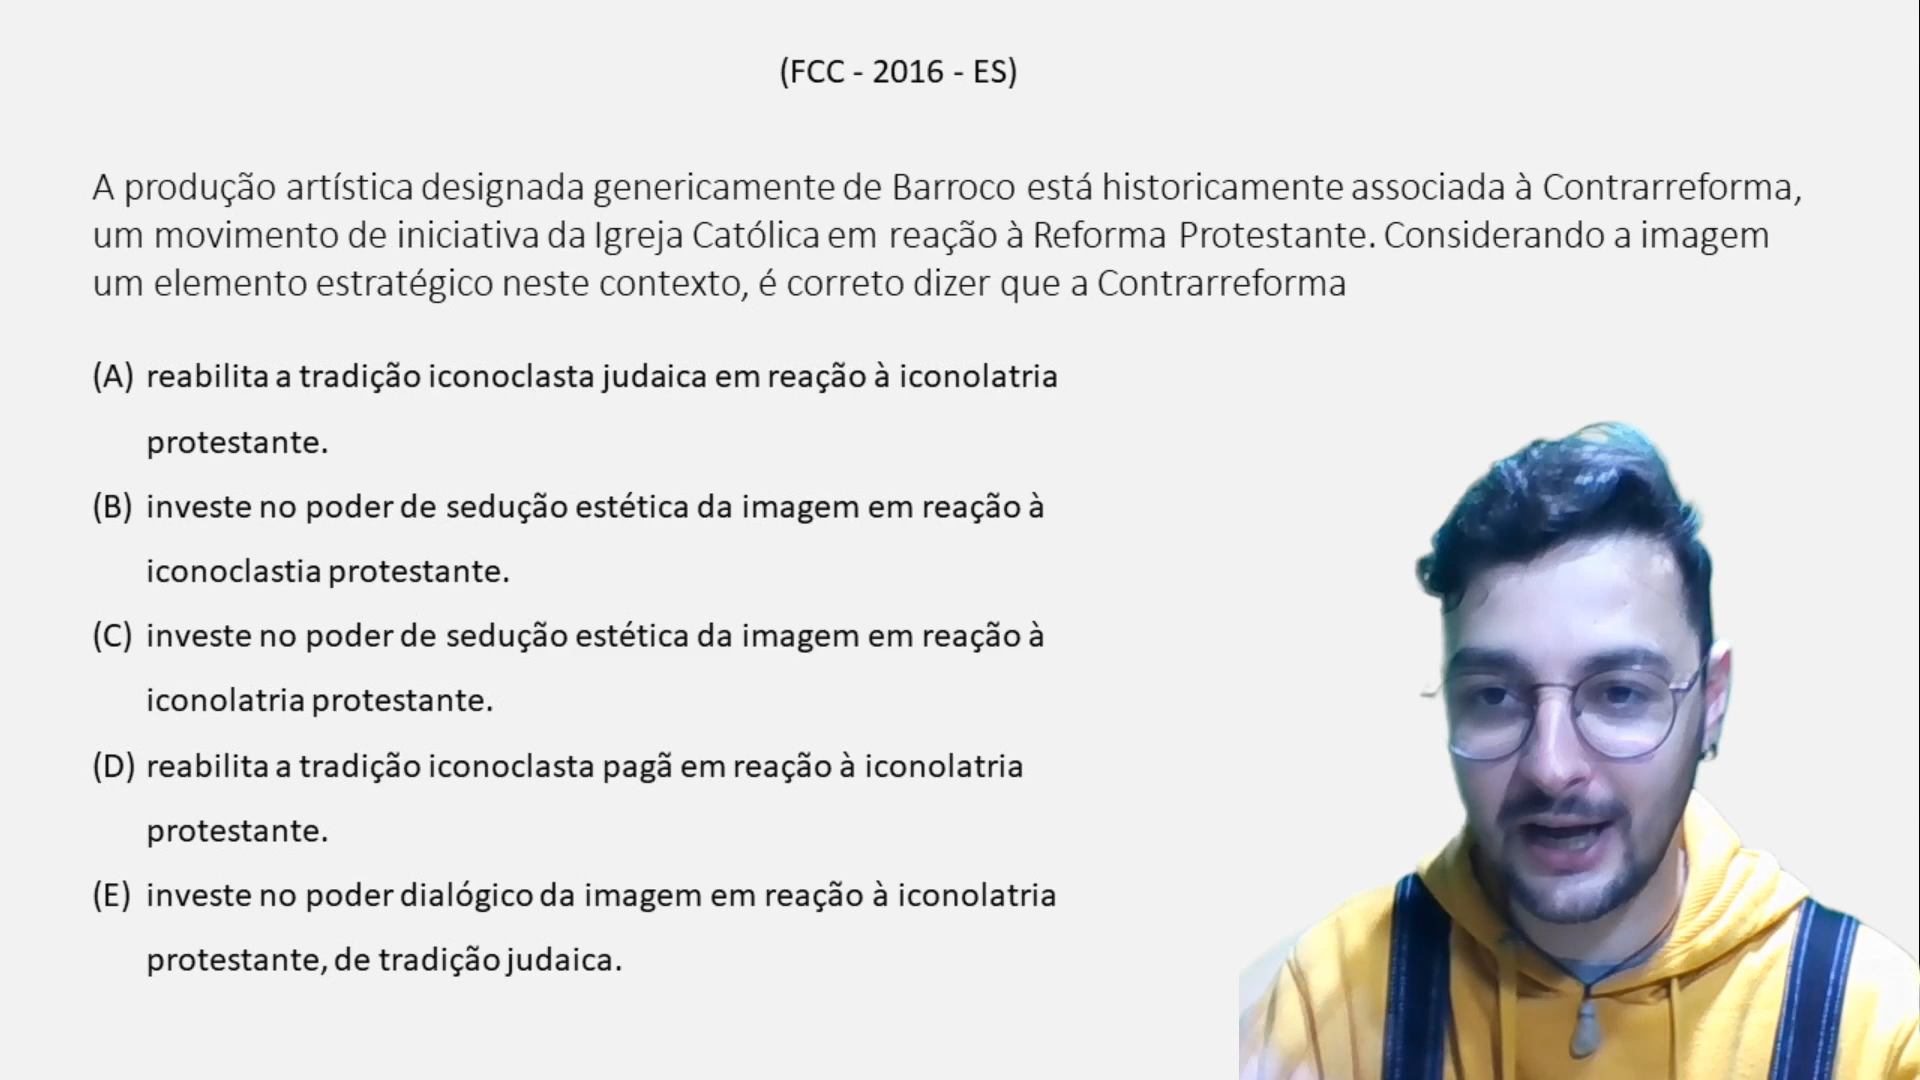 (FCC - 2016 - ES)
A produção artística designada genericamente de Barroco está historicamente associada à Contrarreforma,
um movimento de iniciativa da Igreja Católica em reação à Reforma Protestante. Considerando a imagem
um elemento estratégico neste contexto, é correto dizer que a Contrarreforma
(A) reabilita a tradição iconoclasta judaica em reação à iconolatria
protestante.
(B) investe no poder de sedução estética da imagem em reação à
iconoclastia protestante.
(C) investe no poder de sedução estética da imagem em reação à
iconolatria protestante.
(D) reabilita a tradição iconoclasta pagã em reação à iconolatria
protestante.
(E) investe no poder dialógico da imagem em reação à iconolatria
protestante, de tradição judaica.